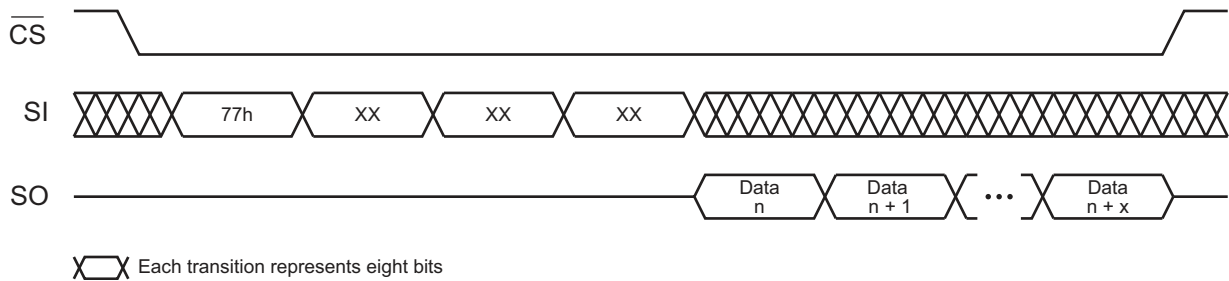 CS
SI 77h XX XX XX
SO Data n Data n + 1 ••• Data n + x
Each transition represents eight bits